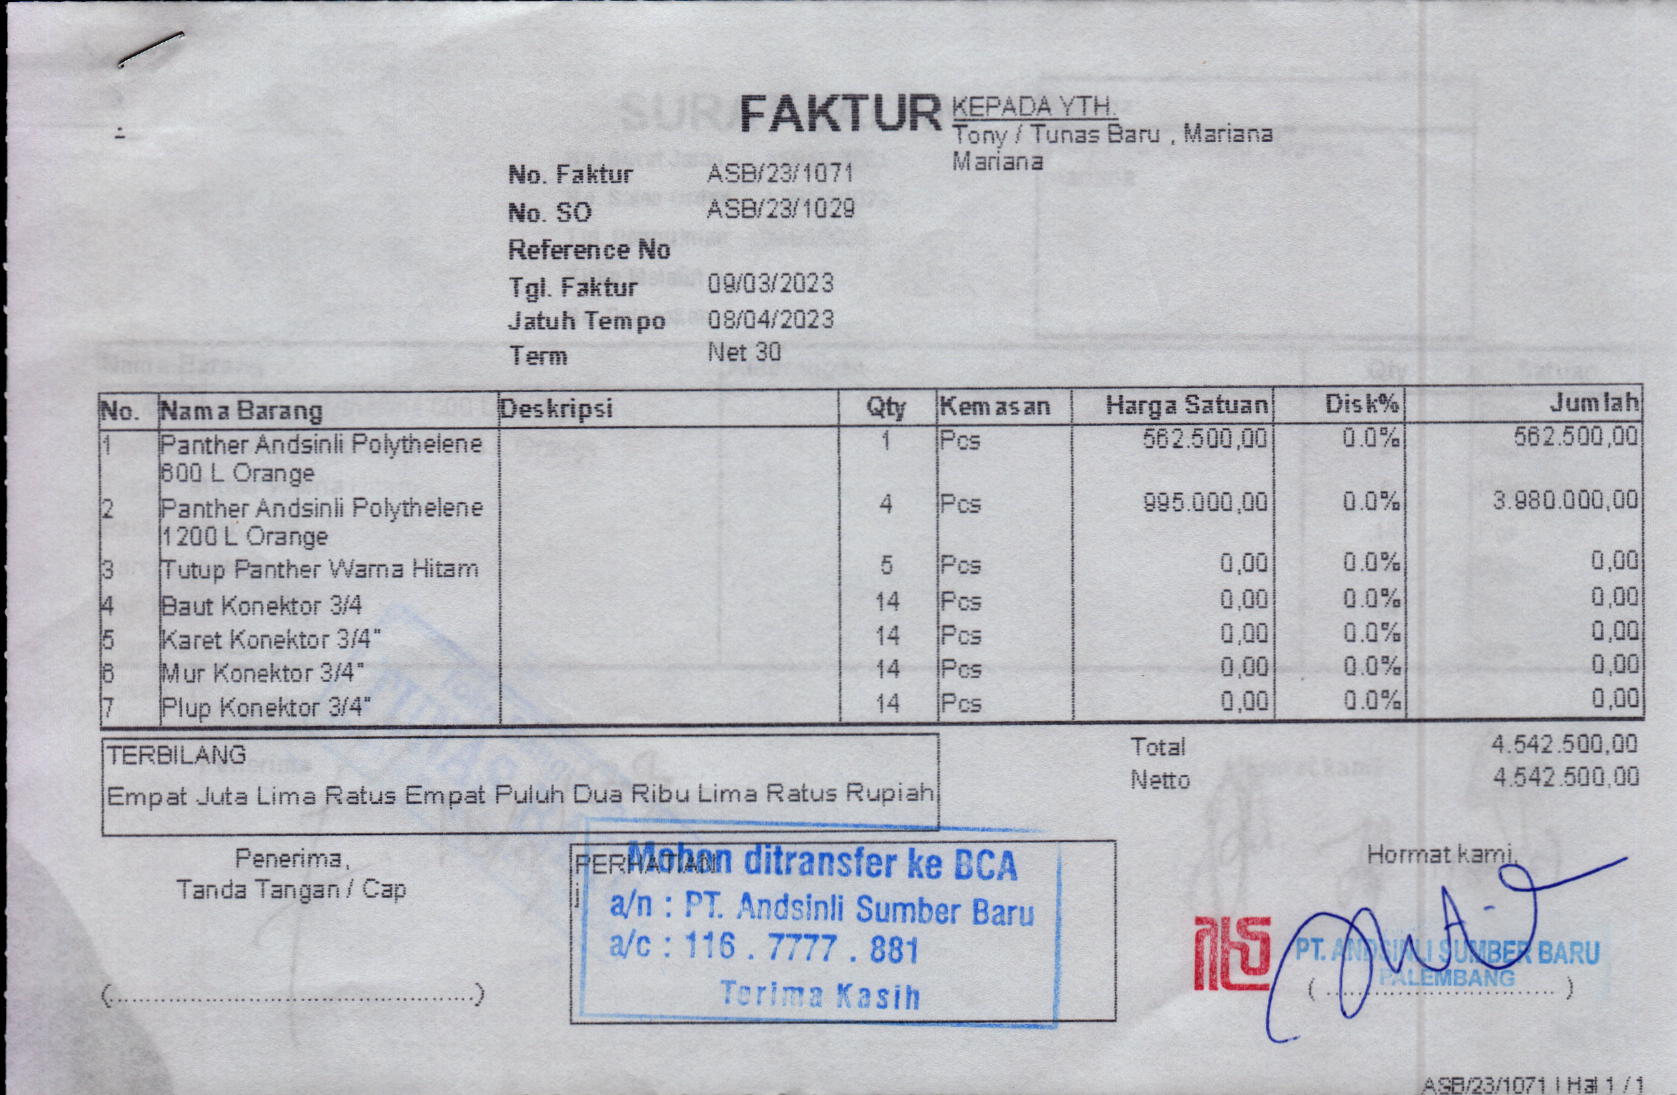 FAKTUR
KEPADA YTH.
Tony / Tunas Baru , Mariana
Mariana
No. Faktur ASB/23/1071
No. SO ASB/23/1029
Reference No
Tgl. Faktur 09/03/2023
Jatuh Tempo 08/04/2023
Term Net 30
No. Nama Barang Deskripsi Qty Kemasan Harga Satuan Disk% Jumlah
1 Panther Andsinli Polythelene 1 Pcs 562.500,00 0.0% 562.500,00
600 L Orange
2 Panther Andsinli Polythelene 4 Pcs 995.000,00 0.0% 3.980.000,00
1200 L Orange
3 Tutup Panther Warna Hitam 5 Pcs 0,00 0.0% 0,00
4 Baut Konektor 3/4 14 Pcs 0,00 0.0% 0,00
5 Karet Konektor 3/4" 14 Pcs 0,00 0.0% 0,00
6 Mur Konektor 3/4" 14 Pcs 0,00 0.0% 0,00
7 Plup Konektor 3/4" 14 Pcs 0,00 0.0% 0,00
TERBILANG
Empat Juta Lima Ratus Empat Puluh Dua Ribu Lima Ratus Rupiah
Total 4.542.500,00
Netto 4.542.500,00
Penerima,
Tanda Tangan / Cap
(..............................................)
PERHATIAN
Mohon ditransfer ke BCA
a/n : PT. Andsinli Sumber Baru
a/c : 116 . 7777 . 881
Terima Kasih
Hormat kami,
PT. ANDSINLI SUMBER BARU
PALEMBANG
( ............................. )
ASB/23/1071 | Hal 1 / 1